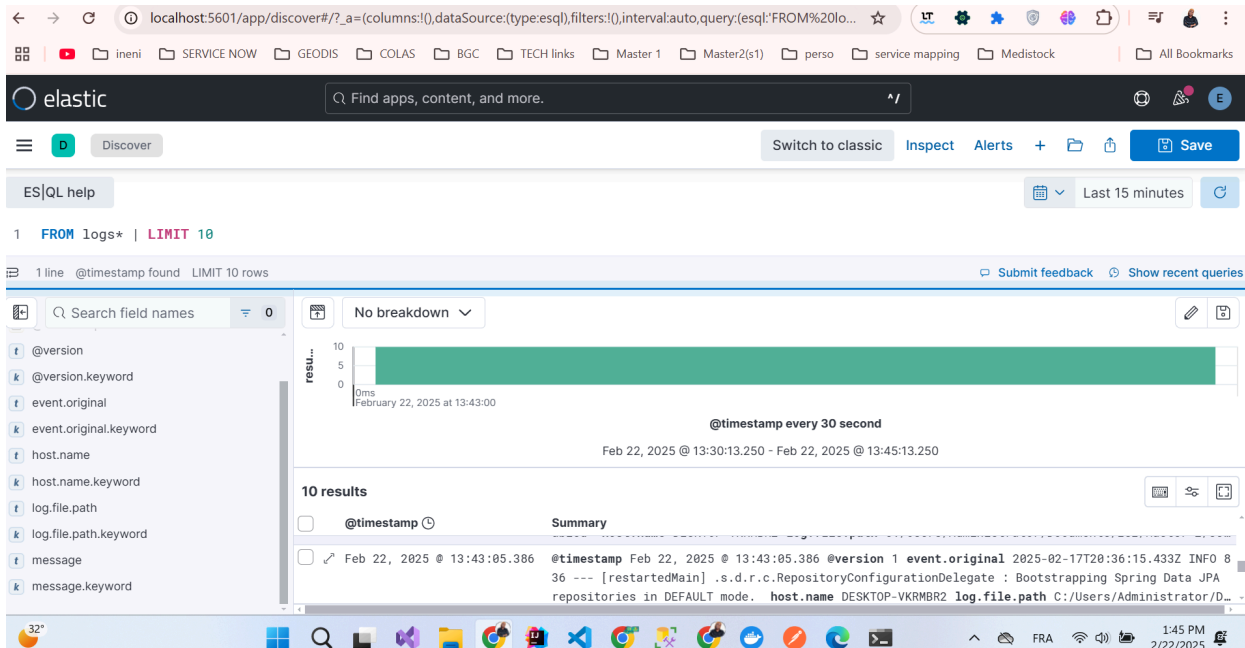 localhost:5601/app/discover#/?_a=(columns:!(),dataSource:(type:esql),filters:!(),interval:auto,query:(esql:'FROM%20lo...
ineni SERVICE NOW GEODIS COLAS BGC TECH links Master 1 Master2(s1) perso service mapping Medistock All Bookmarks
elastic Find apps, content, and more. ^/ E
D Discover Switch to classic Inspect Alerts + Save
ES|QL help Last 15 minutes
1 FROM logs* | LIMIT 10
1 line @timestamp found LIMIT 10 rows Submit feedback Show recent queries
Search field names 0 No breakdown
t @version
k @version.keyword
t event.original
k event.original.keyword
t host.name
k host.name.keyword
t log.file.path
k log.file.path.keyword
t message
k message.keyword
resu...
10
5
0
0ms
February 22, 2025 at 13:43:00
@timestamp every 30 second
Feb 22, 2025 @ 13:30:13.250 - Feb 22, 2025 @ 13:45:13.250
10 results
@timestamp Summary
Feb 22, 2025 @ 13:43:05.386 @timestamp Feb 22, 2025 @ 13:43:05.386 @version 1 event.original 2025-02-17T20:36:15.433Z INFO 8
36 --- [restartedMain] .s.d.r.c.RepositoryConfigurationDelegate : Bootstrapping Spring Data JPA
repositories in DEFAULT mode. host.name DESKTOP-VKRMBR2 log.file.path C:/Users/Administrator/D...
32° FRA 1:45 PM
2/22/2025